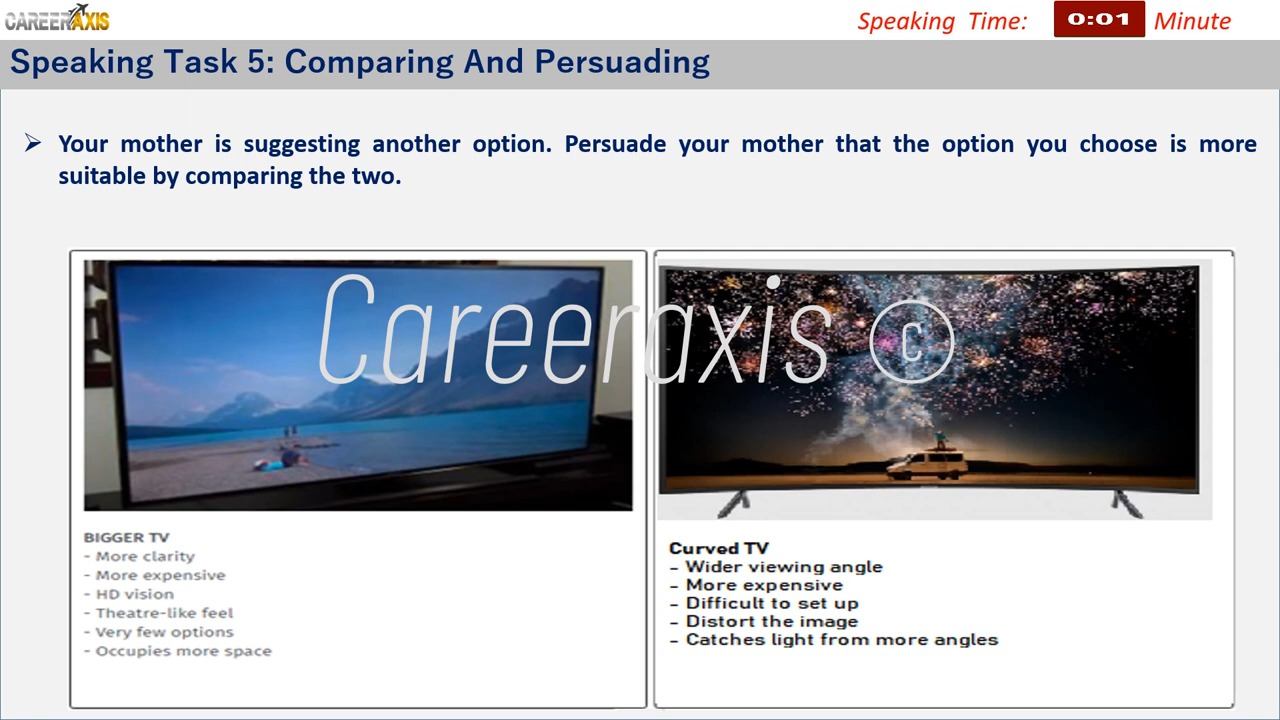 CAREERAXIS
Speaking Time: 0:01 Minute
Speaking Task 5: Comparing And Persuading
Your mother is suggesting another option. Persuade your mother that the option you choose is more
suitable by comparing the two.
Careeraxis ©
BIGGER TV
- More clarity
- More expensive
- HD vision
- Theatre-like feel
- Very few options
- Occupies more space
Curved TV
- Wider viewing angle
- More expensive
- Difficult to set up
- Distort the image
- Catches light from more angles